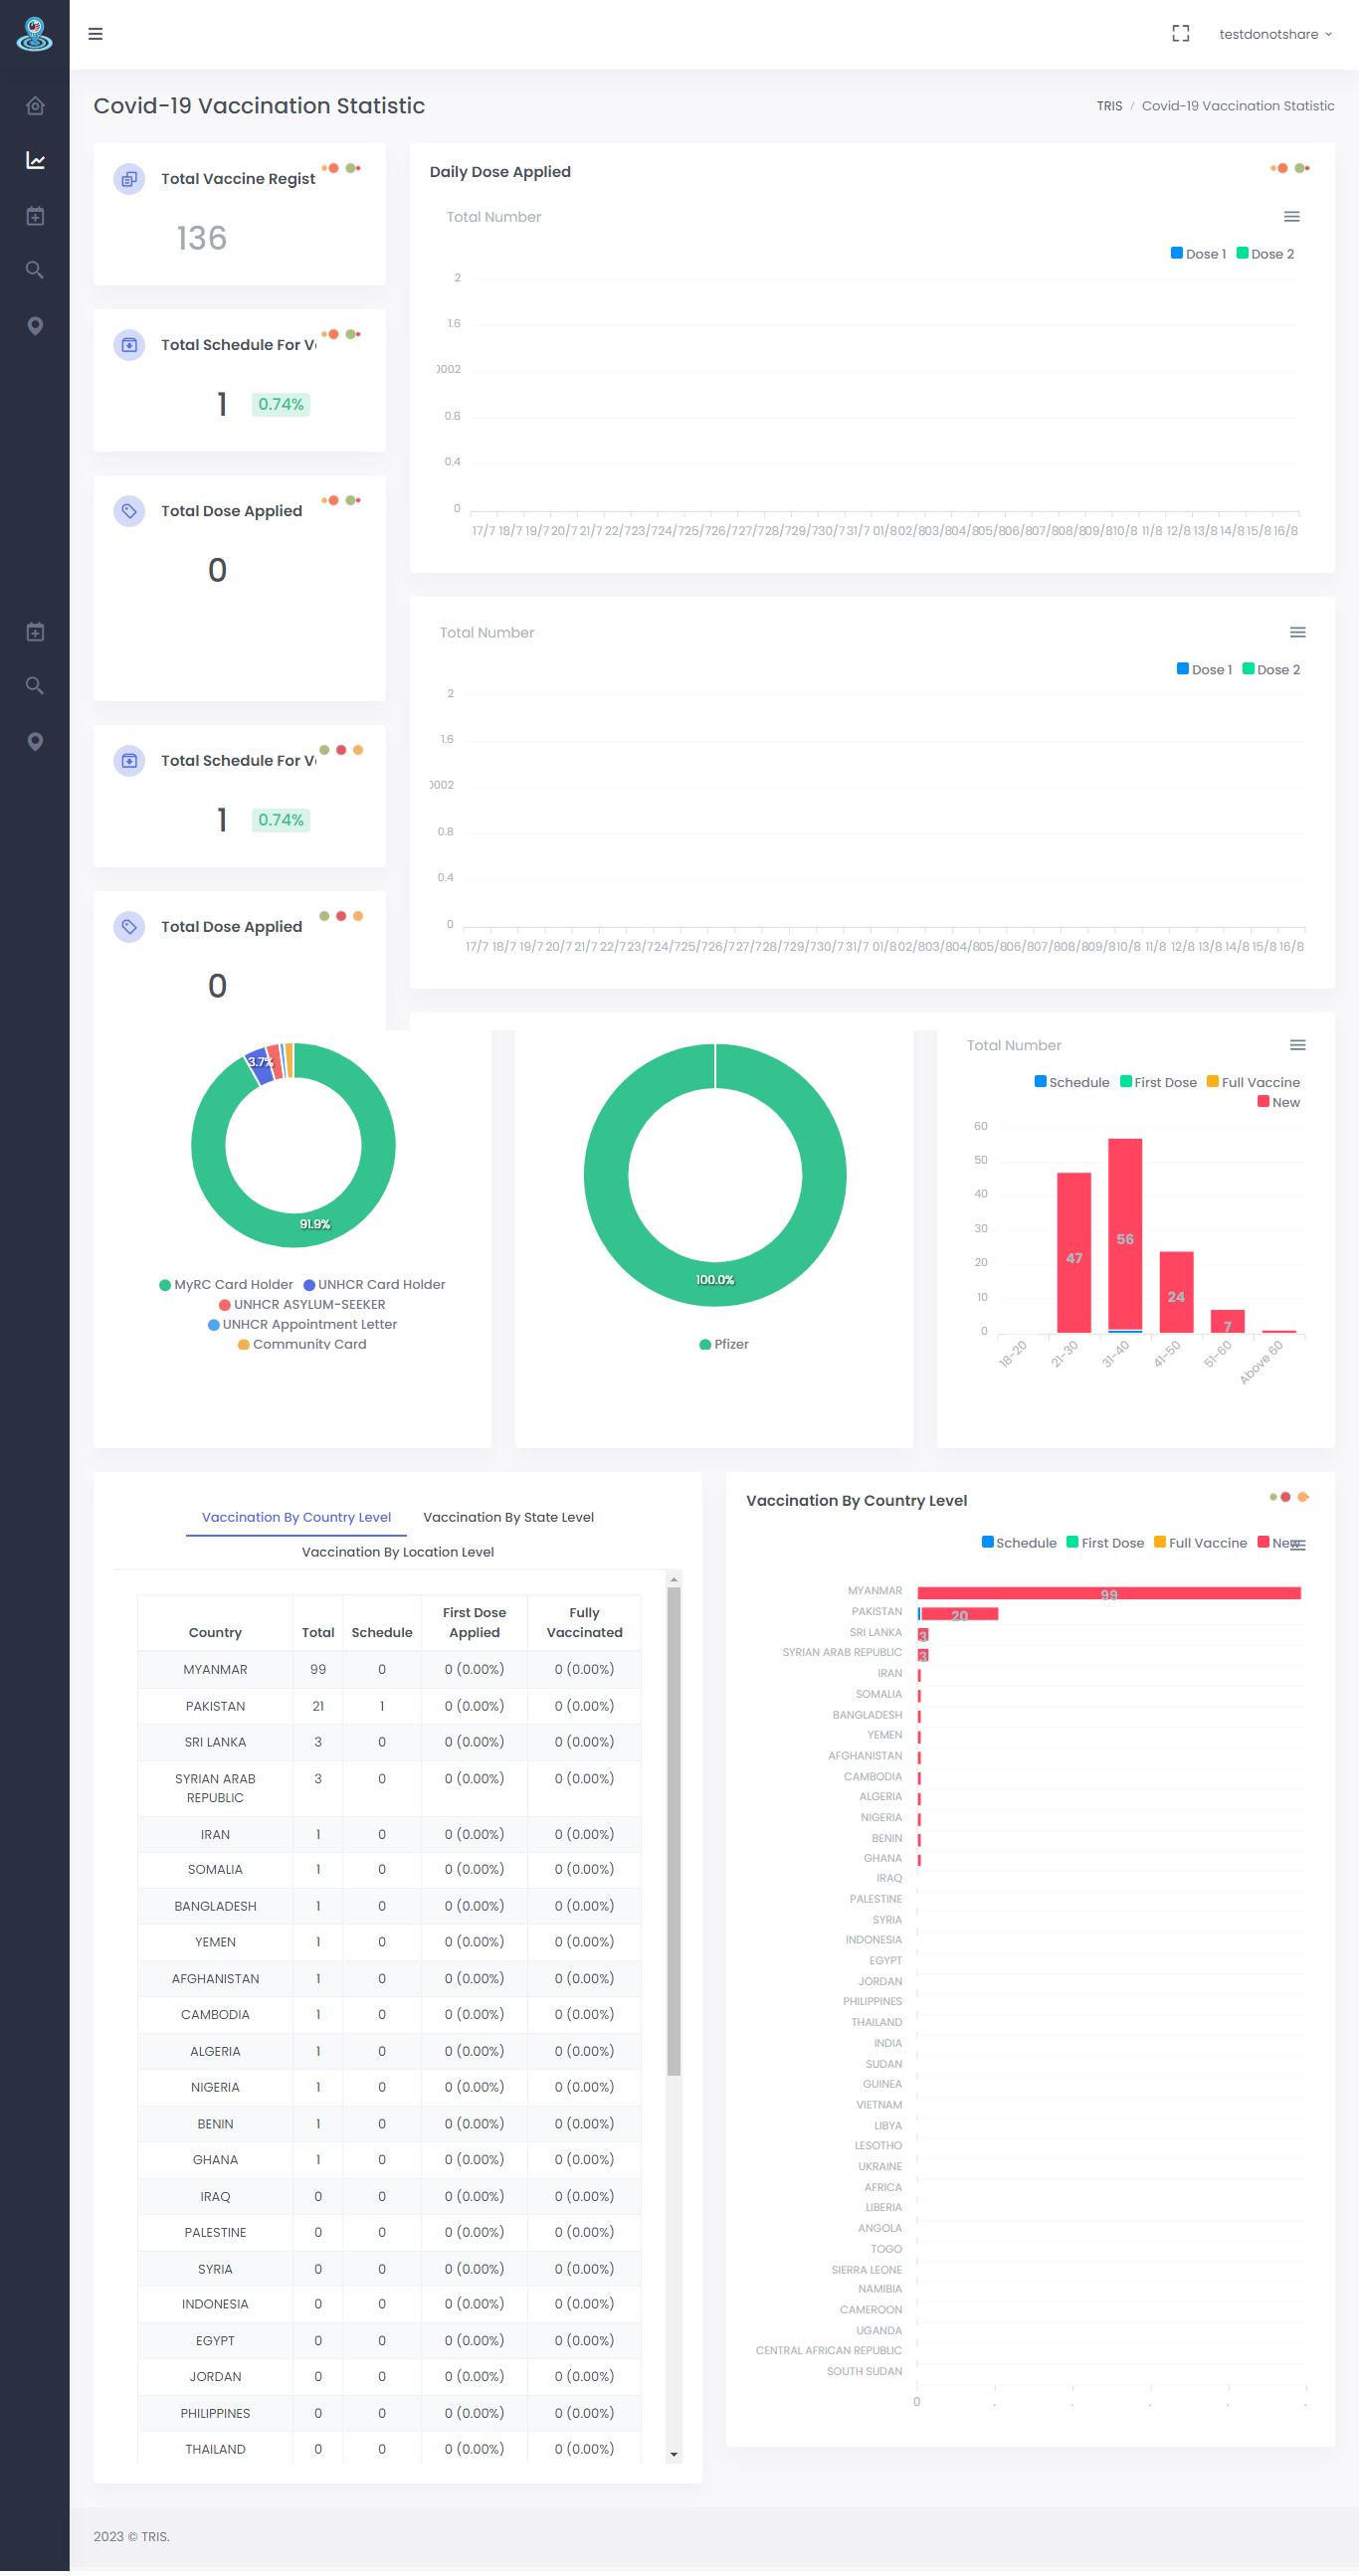 testdonotshare
Covid-19 Vaccination Statistic
TRIS / Covid-19 Vaccination Statistic
Total Vaccine Regist
136
Total Schedule For
1 0.74%
Total Dose Applied
0
Daily Dose Applied
Total Number
Dose 1 Dose 2
2
1.6
0002
0.8
0.4
0
17/7 18/7 19/7 20/7 21/7 22/7 23/7 24/7 25/7 26/7 27/7 28/7 29/7 30/7 31/7 01/8 02/8 03/8 04/8 05/8 06/8 07/8 08/8 09/8 10/8 11/8 12/8 13/8 14/8 15/8 16/8
Total Number
Dose 1 Dose 2
2
1.6
0002
0.8
0.4
0
17/7 18/7 19/7 20/7 21/7 22/7 23/7 24/7 25/7 26/7 27/7 28/7 29/7 30/7 31/7 01/8 02/8 03/8 04/8 05/8 06/8 07/8 08/8 09/8 10/8 11/8 12/8 13/8 14/8 15/8 16/8
Total Schedule For
1 0.74%
Total Dose Applied
0
3.7%
91.9%
MyRC Card Holder UNHCR Card Holder
UNHCR ASYLUM-SEEKER
UNHCR Appointment Letter
Community Card
100.0%
Pfizer
Total Number
Schedule First Dose Full Vaccine
New
60
50
40
30
20
10
0
47
56
24
7
18-20
21-30
31-40
41-50
51-60
Above 60
Vaccination By Country Level Vaccination By State Level
Vaccination By Location Level
Country Total Schedule First Dose Applied Fully Vaccinated
MYANMAR 99 0 0 (0.00%) 0 (0.00%)
PAKISTAN 21 1 0 (0.00%) 0 (0.00%)
SRI LANKA 3 0 0 (0.00%) 0 (0.00%)
SYRIAN ARAB REPUBLIC 3 0 0 (0.00%) 0 (0.00%)
IRAN 1 0 0 (0.00%) 0 (0.00%)
SOMALIA 1 0 0 (0.00%) 0 (0.00%)
BANGLADESH 1 0 0 (0.00%) 0 (0.00%)
YEMEN 1 0 0 (0.00%) 0 (0.00%)
AFGHANISTAN 1 0 0 (0.00%) 0 (0.00%)
CAMBODIA 1 0 0 (0.00%) 0 (0.00%)
ALGERIA 1 0 0 (0.00%) 0 (0.00%)
NIGERIA 1 0 0 (0.00%) 0 (0.00%)
BENIN 1 0 0 (0.00%) 0 (0.00%)
GHANA 1 0 0 (0.00%) 0 (0.00%)
IRAQ 0 0 0 (0.00%) 0 (0.00%)
PALESTINE 0 0 0 (0.00%) 0 (0.00%)
SYRIA 0 0 0 (0.00%) 0 (0.00%)
INDONESIA 0 0 0 (0.00%) 0 (0.00%)
EGYPT 0 0 0 (0.00%) 0 (0.00%)
JORDAN 0 0 0 (0.00%) 0 (0.00%)
PHILIPPINES 0 0 0 (0.00%) 0 (0.00%)
THAILAND 0 0 0 (0.00%) 0 (0.00%)
Vaccination By Country Level
Schedule First Dose Full Vaccine New
MYANMAR 99
PAKISTAN 20
SRI LANKA 3
SYRIAN ARAB REPUBLIC 3
IRAN
SOMALIA
BANGLADESH
YEMEN
AFGHANISTAN
CAMBODIA
ALGERIA
NIGERIA
BENIN
GHANA
IRAQ
PALESTINE
SYRIA
INDONESIA
EGYPT
JORDAN
PHILIPPINES
THAILAND
INDIA
SUDAN
GUINEA
VIETNAM
LIBYA
LESOTHO
UKRAINE
AFRICA
LIBERIA
ANGOLA
TOGO
SIERRA LEONE
NAMIBIA
CAMEROON
UGANDA
CENTRAL AFRICAN REPUBLIC
SOUTH SUDAN
0
2023 © TRIS.